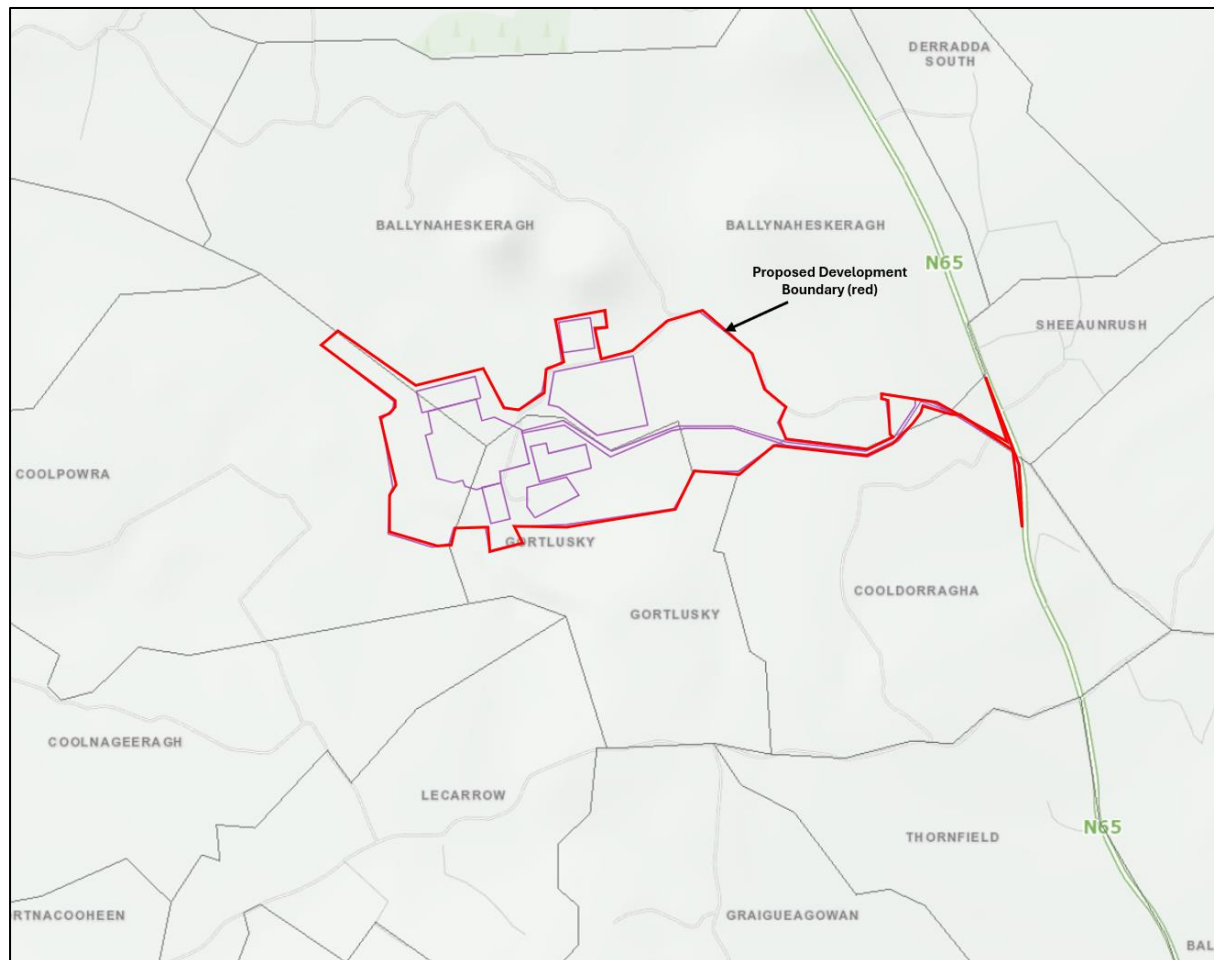 DERRADDA
SOUTH
BALLYNAHESKERAGH
BALLYNAHESKERAGH
N65
Proposed Development
Boundary (red)
SHEEAUNRUSH
COOLPOWRA
GORTLUSKY
COOLDORRAGHA
GORTLUSKY
COOLNAGEERAGH
LECARROW
N65
THORNFIELD
RTNACOOHEEN
GRAIGUEAGOWAN
BAL